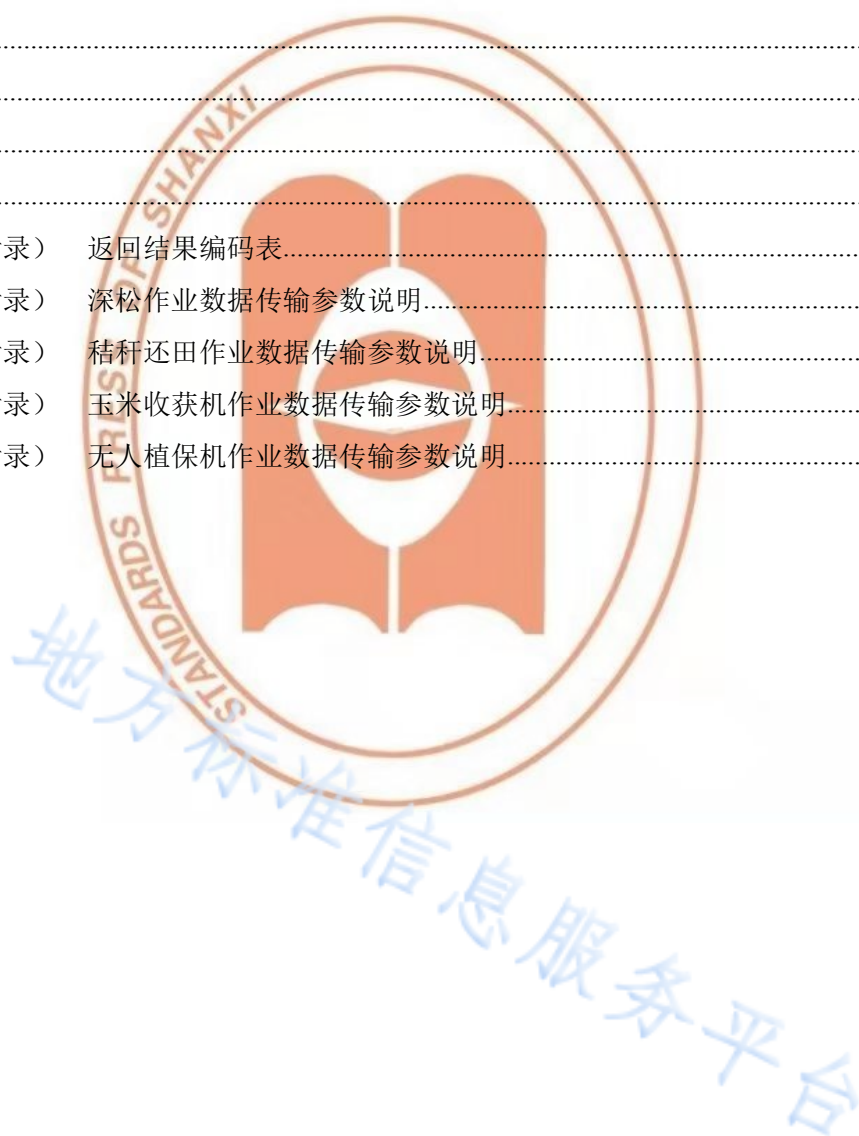 录） 返回结果编码表
录） 深松作业数据传输参数说明
录） 秸秆还田作业数据传输参数说明
录） 玉米收获机作业数据传输参数说明
录） 无人植保机作业数据传输参数说明
STANDARDS PRESS OF SHANXI
地方标准信息服务平台